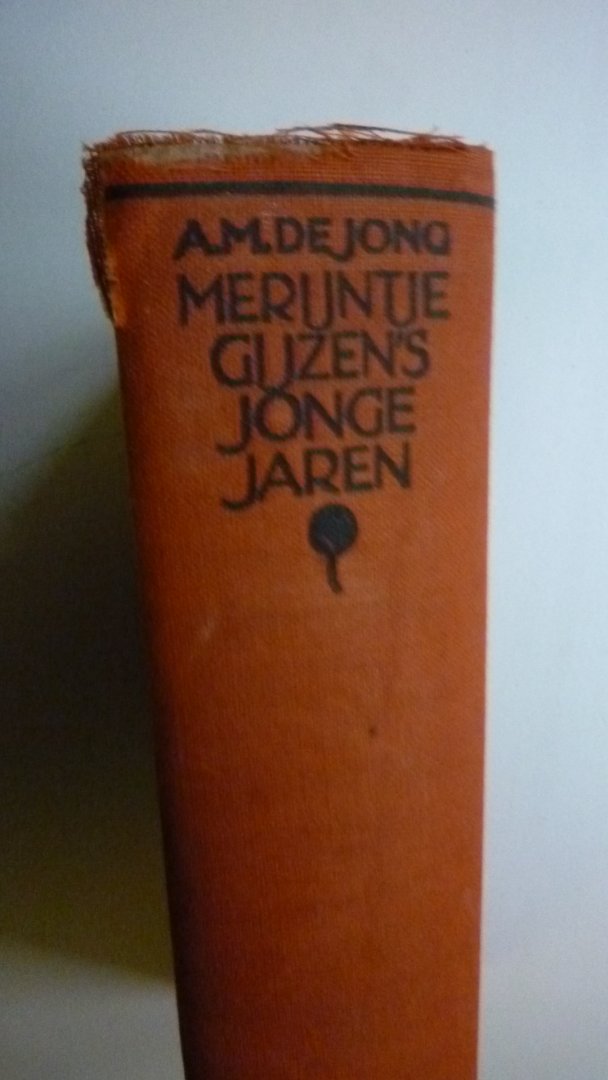 A.M. DE JONG
MERIJNTJE
GIJZEN'S
JONGE
JAREN